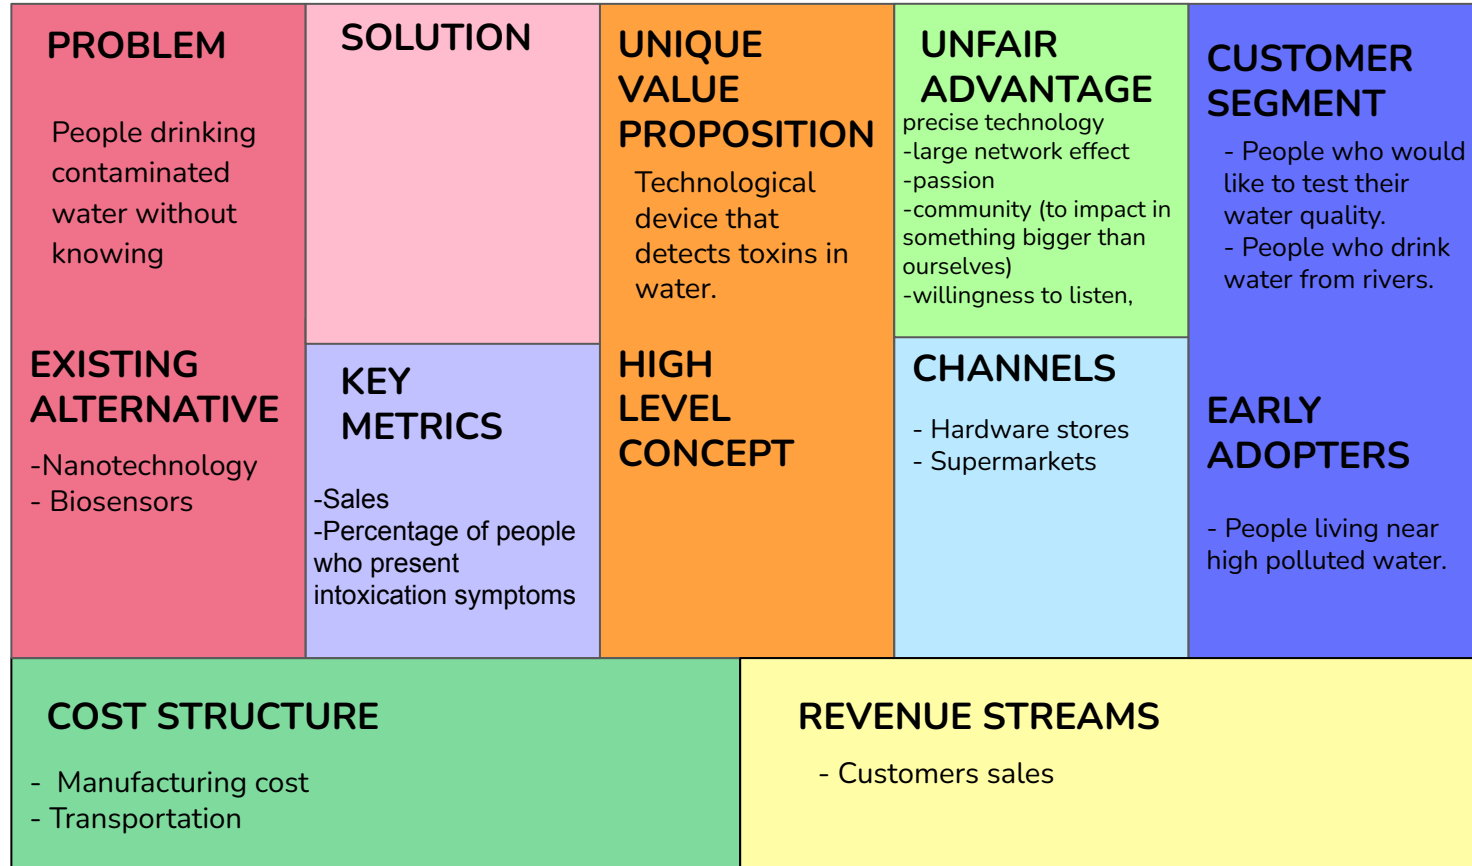 PROBLEM
People drinking
contaminated
water without
knowing
EXISTING
ALTERNATIVE
-Nanotechnology
- Biosensors
SOLUTION
KEY
METRICS
-Sales
-Percentage of people
who present
intoxication symptoms
UNIQUE
VALUE
PROPOSITION
Technological
device that
detects toxins in
water.
HIGH
LEVEL
CONCEPT
UNFAIR
ADVANTAGE
precise technology
-large network effect
-passion
-community (to impact in
something bigger than
ourselves)
-willingness to listen,
CHANNELS
- Hardware stores
- Supermarkets
CUSTOMER
SEGMENT
- People who would
like to test their
water quality.
- People who drink
water from rivers.
EARLY
ADOPTERS
- People living near
high polluted water.
COST STRUCTURE
- Manufacturing cost
- Transportation
REVENUE STREAMS
- Customers sales